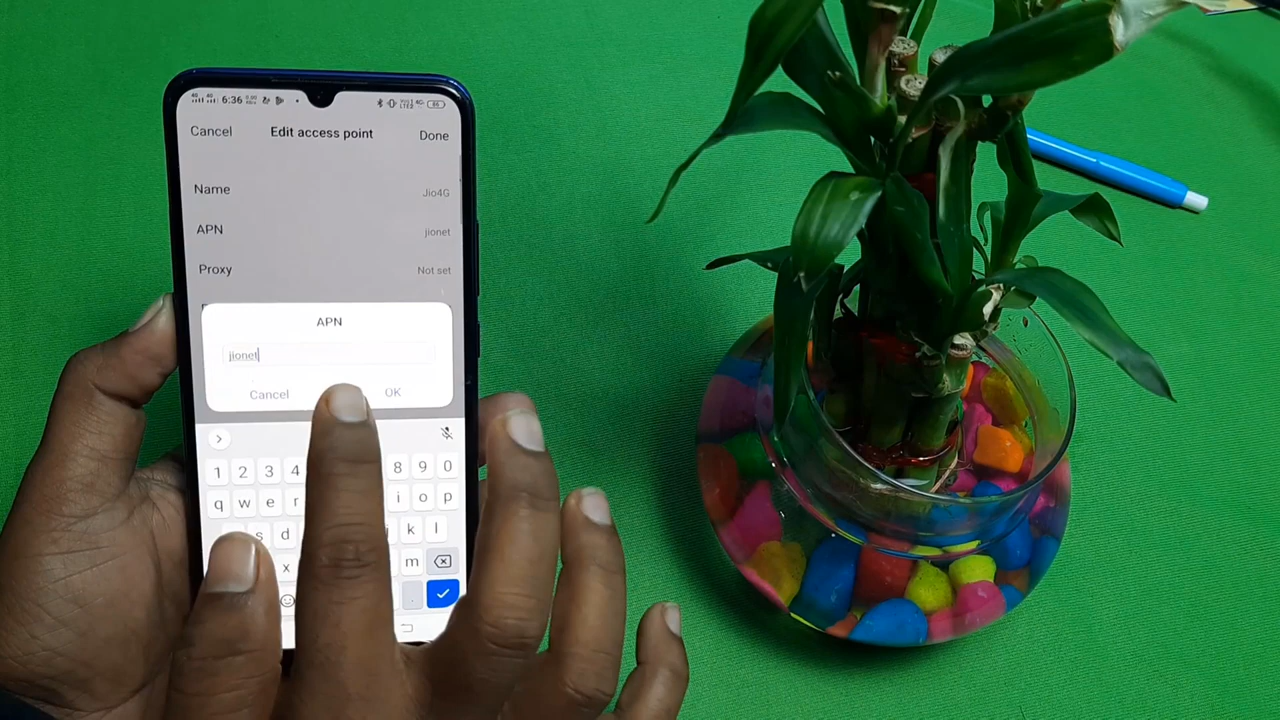 6:36
Cancel Edit access point Done
Name Jio4G
APN jionet
Proxy Not set
APN
jionet
Cancel OK
1 2 3 4 8 9 0
q w e r i o p
s d j k l
x m
.